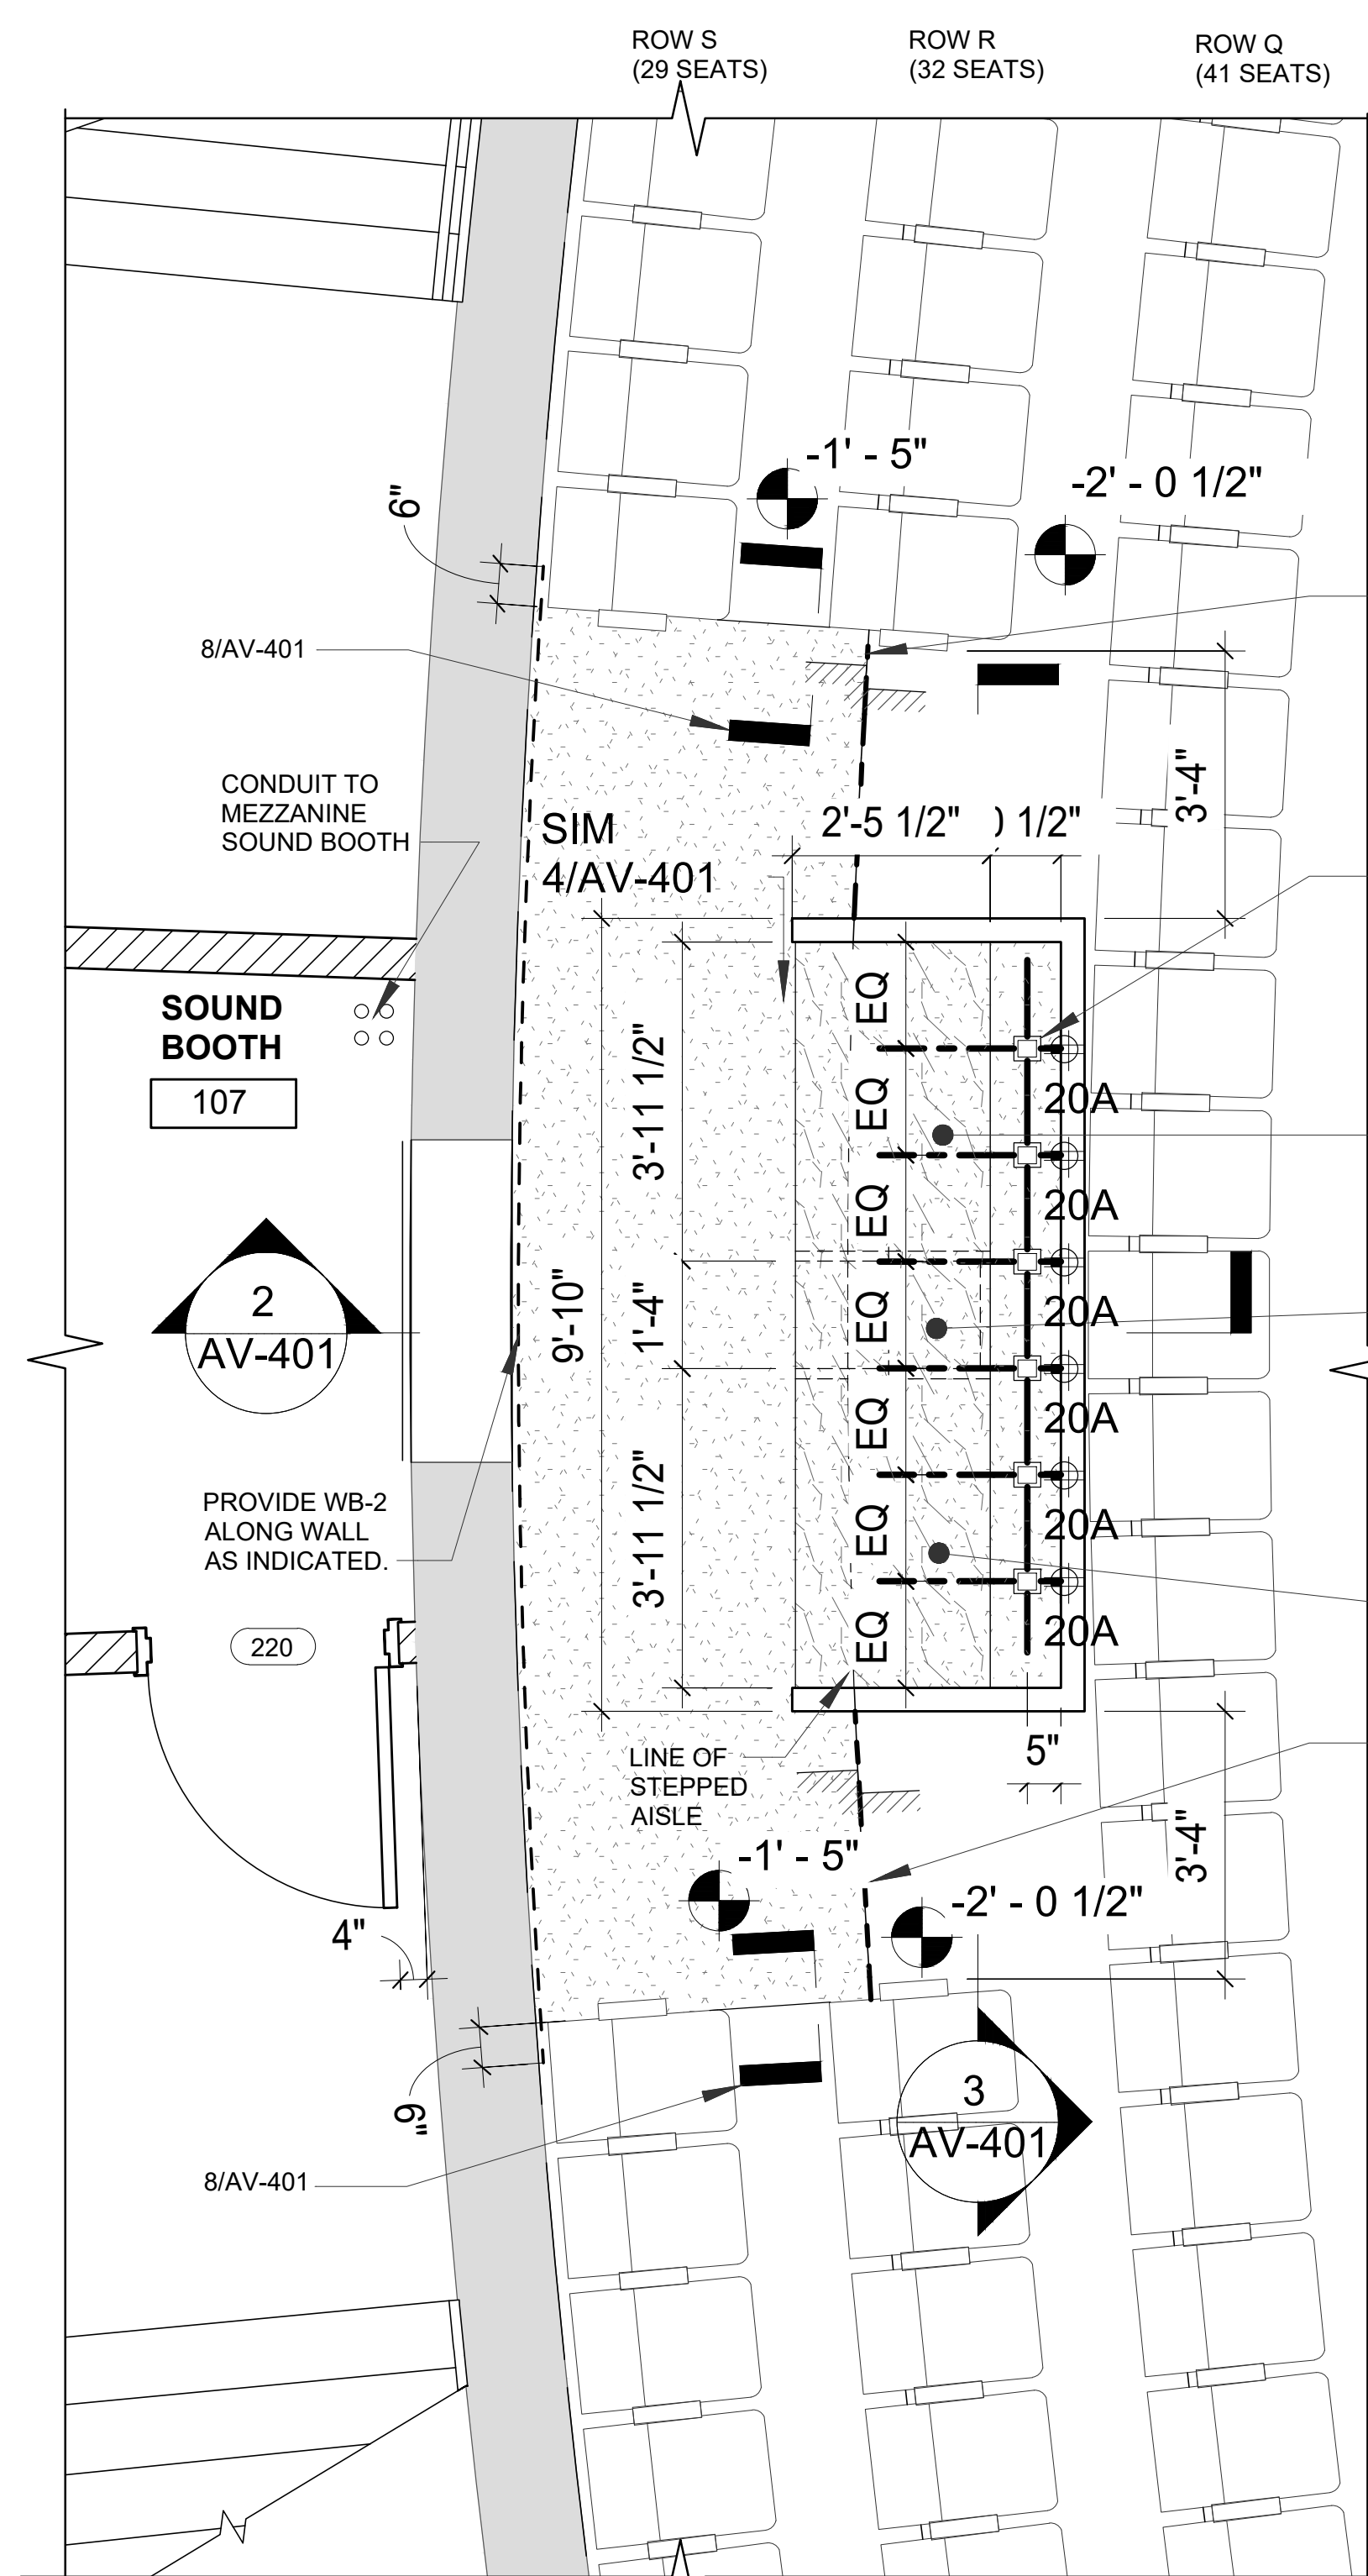 ROW S
(29 SEATS)
ROW R
(32 SEATS)
ROW Q
(41 SEATS)
-1' - 5"
-2' - 0 1/2"
6"
8/AV-401
3'-4"
CONDUIT TO
MEZZANINE
SOUND BOOTH
SIM
4/AV-401
2'-5 1/2"
1/2"
SOUND
BOOTH
107
EQ
EQ
EQ
EQ
EQ
EQ
EQ
20A
20A
20A
20A
20A
20A
3'-11 1/2"
1'-4"
3'-11 1/2"
9'-10"
2
AV-401
PROVIDE WB-2
ALONG WALL
AS INDICATED.
220
LINE OF
STEPPED
AISLE
5"
3'-4"
-1' - 5"
-2' - 0 1/2"
4"
6"
3
AV-401
8/AV-401